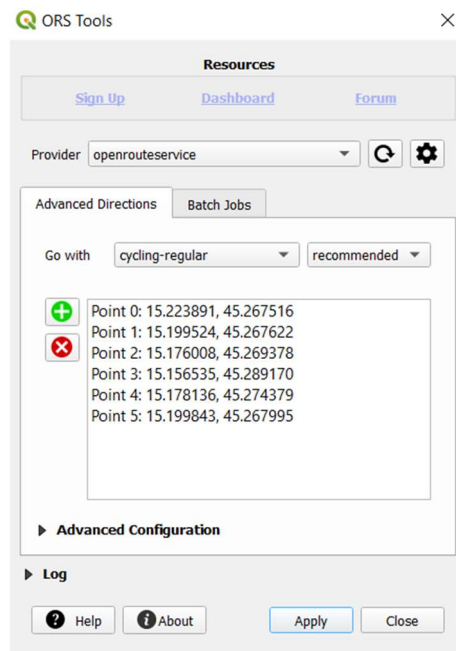 ORS Tools
Resources
Sign Up Dashboard Forum
Provider openrouteservice
Advanced Directions Batch Jobs
Go with cycling-regular recommended
Point 0: 15.223891, 45.267516
Point 1: 15.199524, 45.267622
Point 2: 15.176008, 45.269378
Point 3: 15.156535, 45.289170
Point 4: 15.178136, 45.274379
Point 5: 15.199843, 45.267995
Advanced Configuration
Log
Help About Apply Close